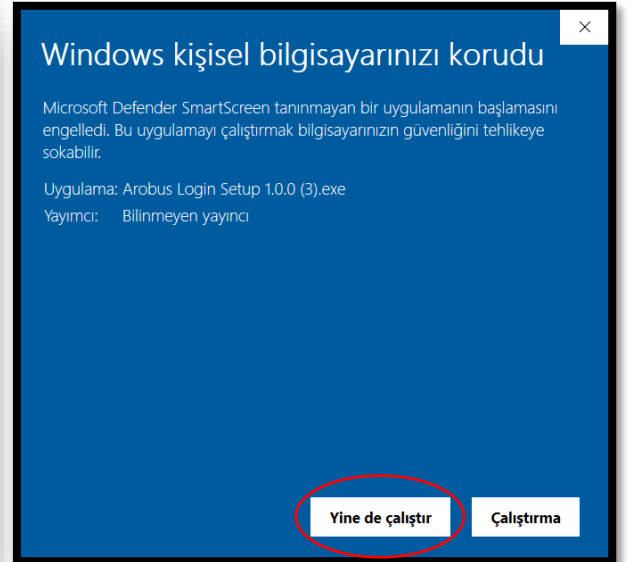 Windows kişisel bilgisayarınızı korudu
Microsoft Defender SmartScreen tanınmayan bir uygulamanın başlamasını
engelledi. Bu uygulamayı çalıştırmak bilgisayarınızın güvenliğini tehlikeye
sokabilir.
Uygulama: Arobus Login Setup 1.0.0 (3).exe
Yayımcı: Bilinmeyen yayıncı
Yine de çalıştır Çalıştırma